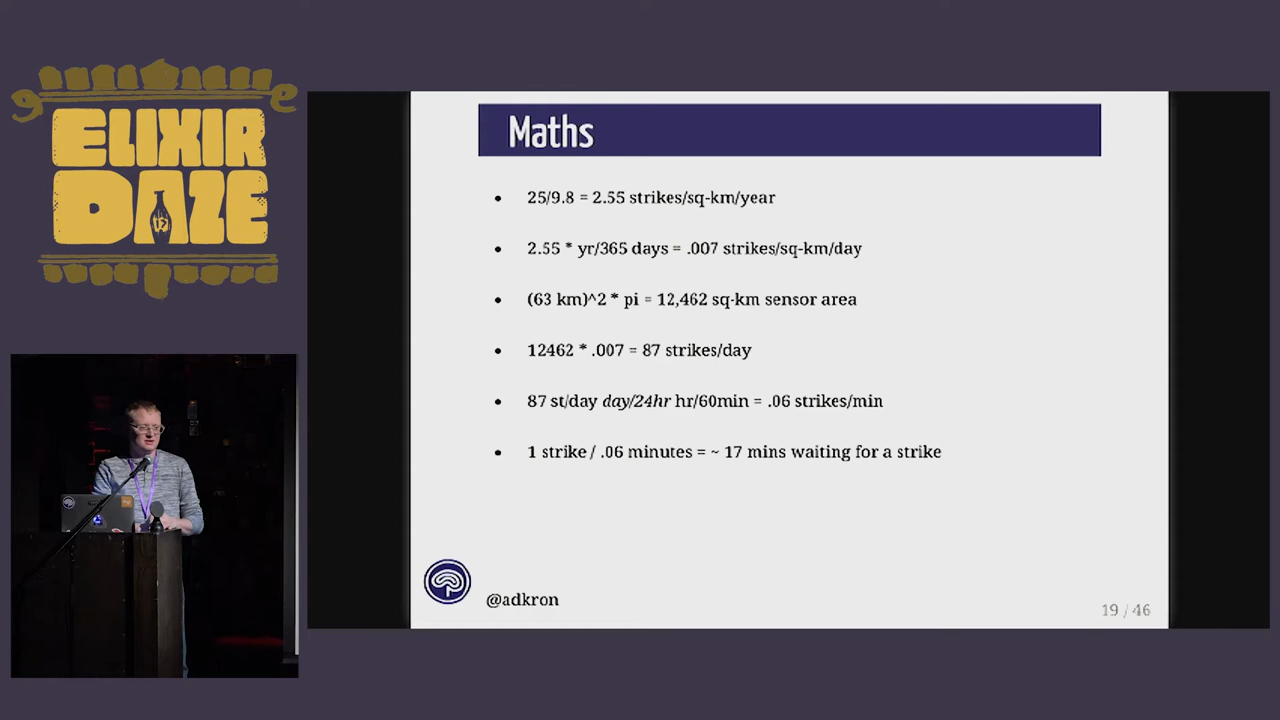 ELIXIR
DAZE
Maths
• 25/9.8 = 2.55 strikes/sq-km/year
• 2.55 * yr/365 days = .007 strikes/sq-km/day
• (63 km)^2 * pi = 12,462 sq-km sensor area
• 12462 * .007 = 87 strikes/day
• 87 st/day day/24hr hr/60min = .06 strikes/min
• 1 strike / .06 minutes = ~ 17 mins waiting for a strike
@adkron
19 / 46